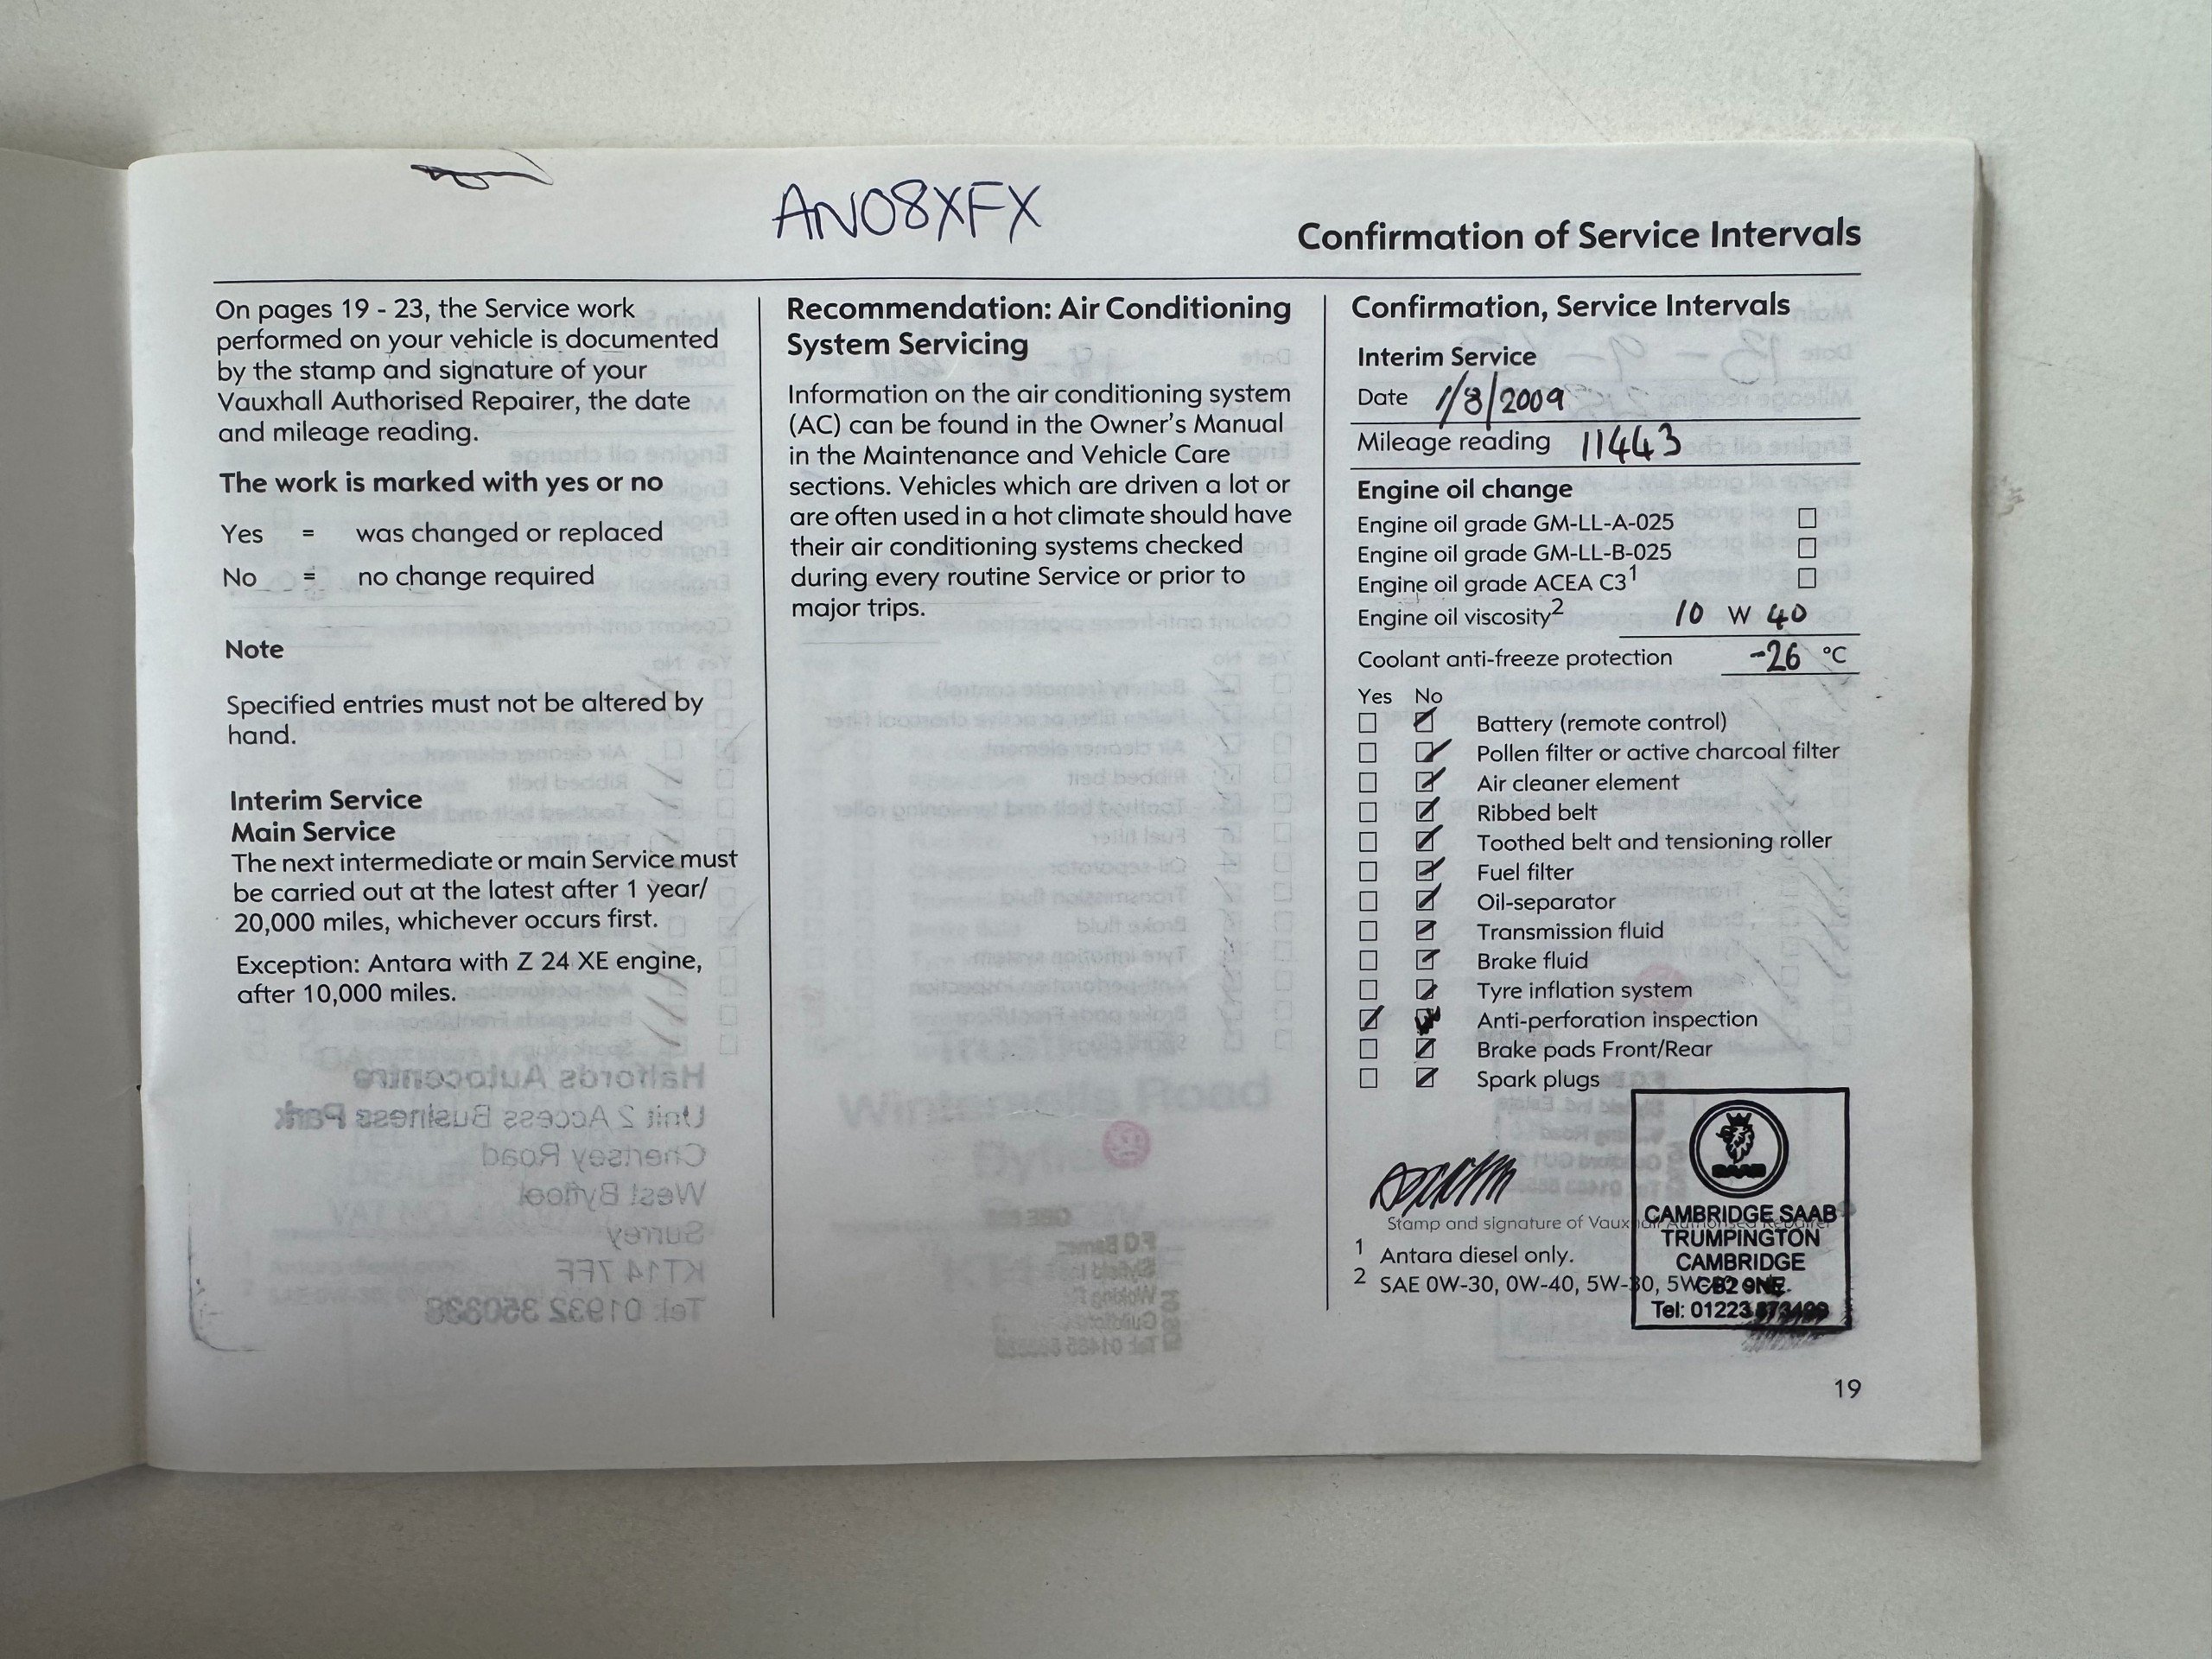 AN08XFX
Confirmation of Service Intervals
On pages 19 - 23, the Service work
performed on your vehicle is documented
by the stamp and signature of your
Vauxhall Authorised Repairer, the date
and mileage reading.
The work is marked with yes or no
Yes = was changed or replaced
No = no change required
Note
Specified entries must not be altered by
hand.
Interim Service
Main Service
The next intermediate or main Service must
be carried out at the latest after 1 year/
20,000 miles, whichever occurs first.
Exception: Antara with Z 24 XE engine,
after 10,000 miles.
Recommendation: Air Conditioning
System Servicing
Information on the air conditioning system
(AC) can be found in the Owner's Manual
in the Maintenance and Vehicle Care
sections. Vehicles which are driven a lot or
are often used in a hot climate should have
their air conditioning systems checked
during every routine Service or prior to
major trips.
Confirmation, Service Intervals
Interim Service
Date 1/8/2009
Mileage reading 11443
Engine oil change
Engine oil grade GM-LL-A-025
Engine oil grade GM-LL-B-025
Engine oil grade ACEA C3¹
Engine oil viscosity² 10 W 40
Coolant anti-freeze protection -26 °C
Yes No
Battery (remote control)
Pollen filter or active charcoal filter
Air cleaner element
Ribbed belt
Toothed belt and tensioning roller
Fuel filter
Oil-separator
Transmission fluid
Brake fluid
Tyre inflation system
Anti-perforation inspection
Brake pads Front/Rear
Spark plugs
Stamp and signature of Vauxhall Authorised Repairer
¹ Antara diesel only.
² SAE 0W-30, 0W-40, 5W-30,
SAAB
CAMBRIDGE SAAB
TRUMPINGTON
CAMBRIDGE
CB2 9NE
Tel: 01223
19